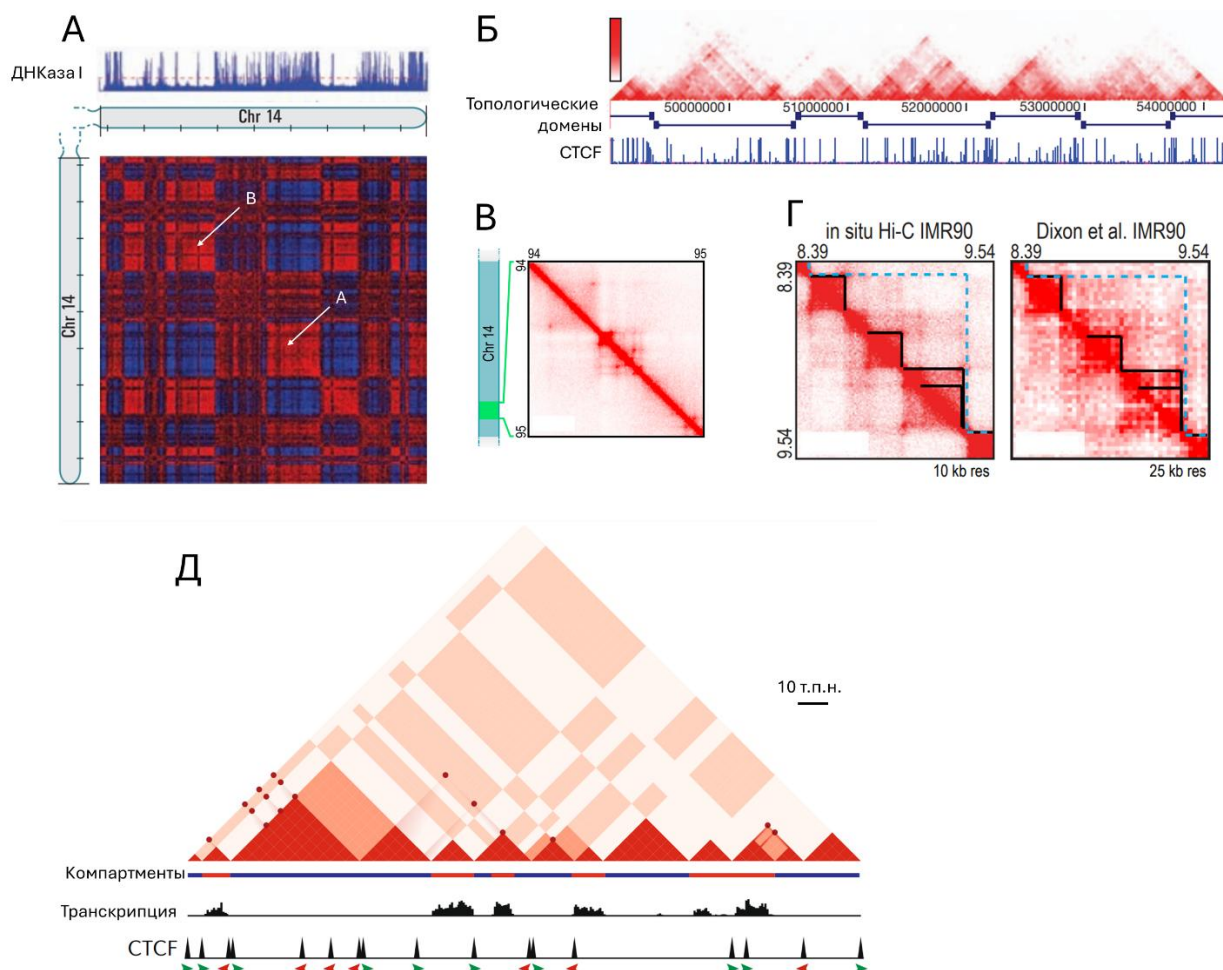 А
ДНКаза I
Chr 14
Chr 14
B
A
Б
50000000
51000000
52000000
53000000
54000000
Топологические
домены
CTCF
В
94
95
94
95
Chr 14
Г
in situ Hi-C IMR90
8.39
9.54
8.39
9.54
10 kb res
Dixon et al. IMR90
8.39
9.54
25 kb res
Д
10 т.п.н.
Компартменты
Транскрипция
CTCF